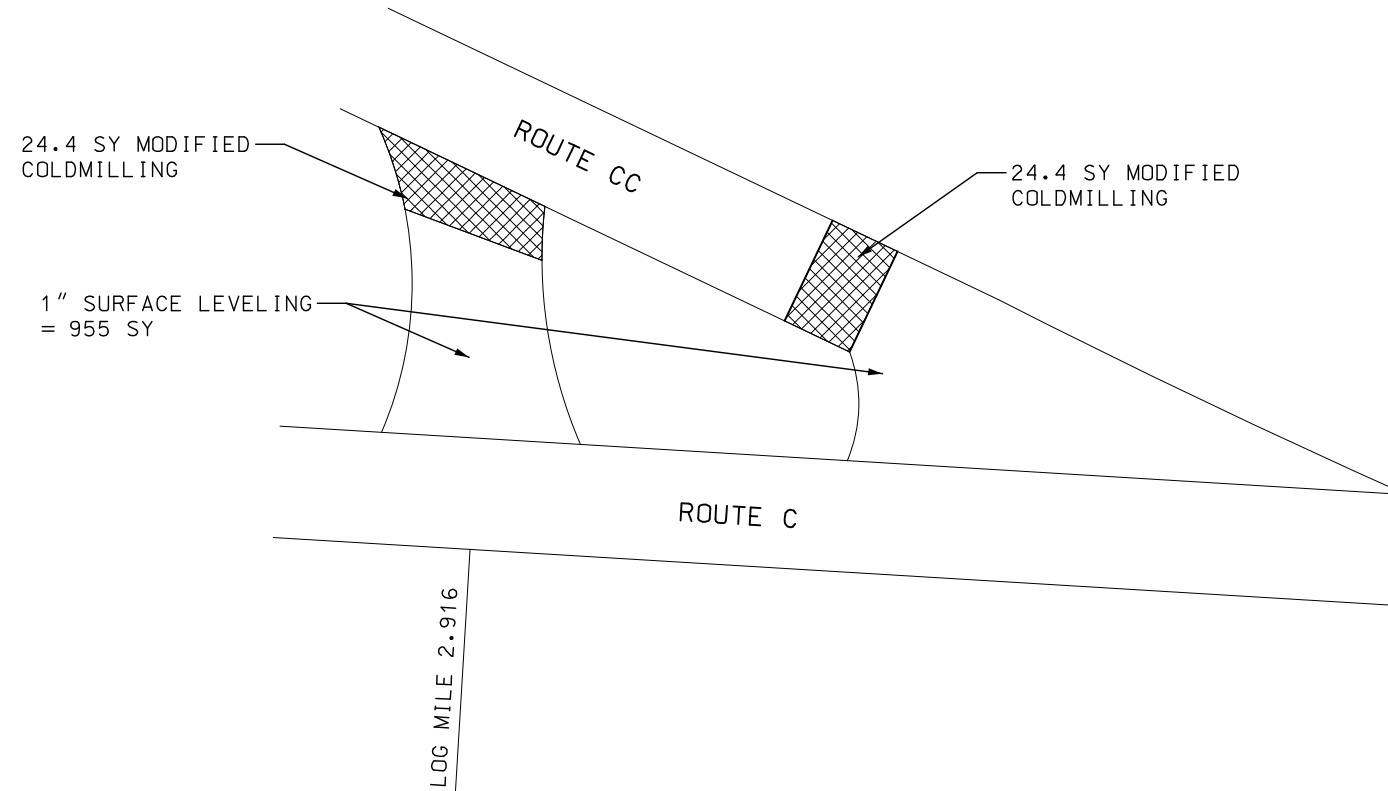 ROUTE CC
24.4 SY MODIFIED
COLDMILLING
24.4 SY MODIFIED
COLDMILLING
1" SURFACE LEVELING
= 955 SY
ROUTE C
LOG MILE 2.916